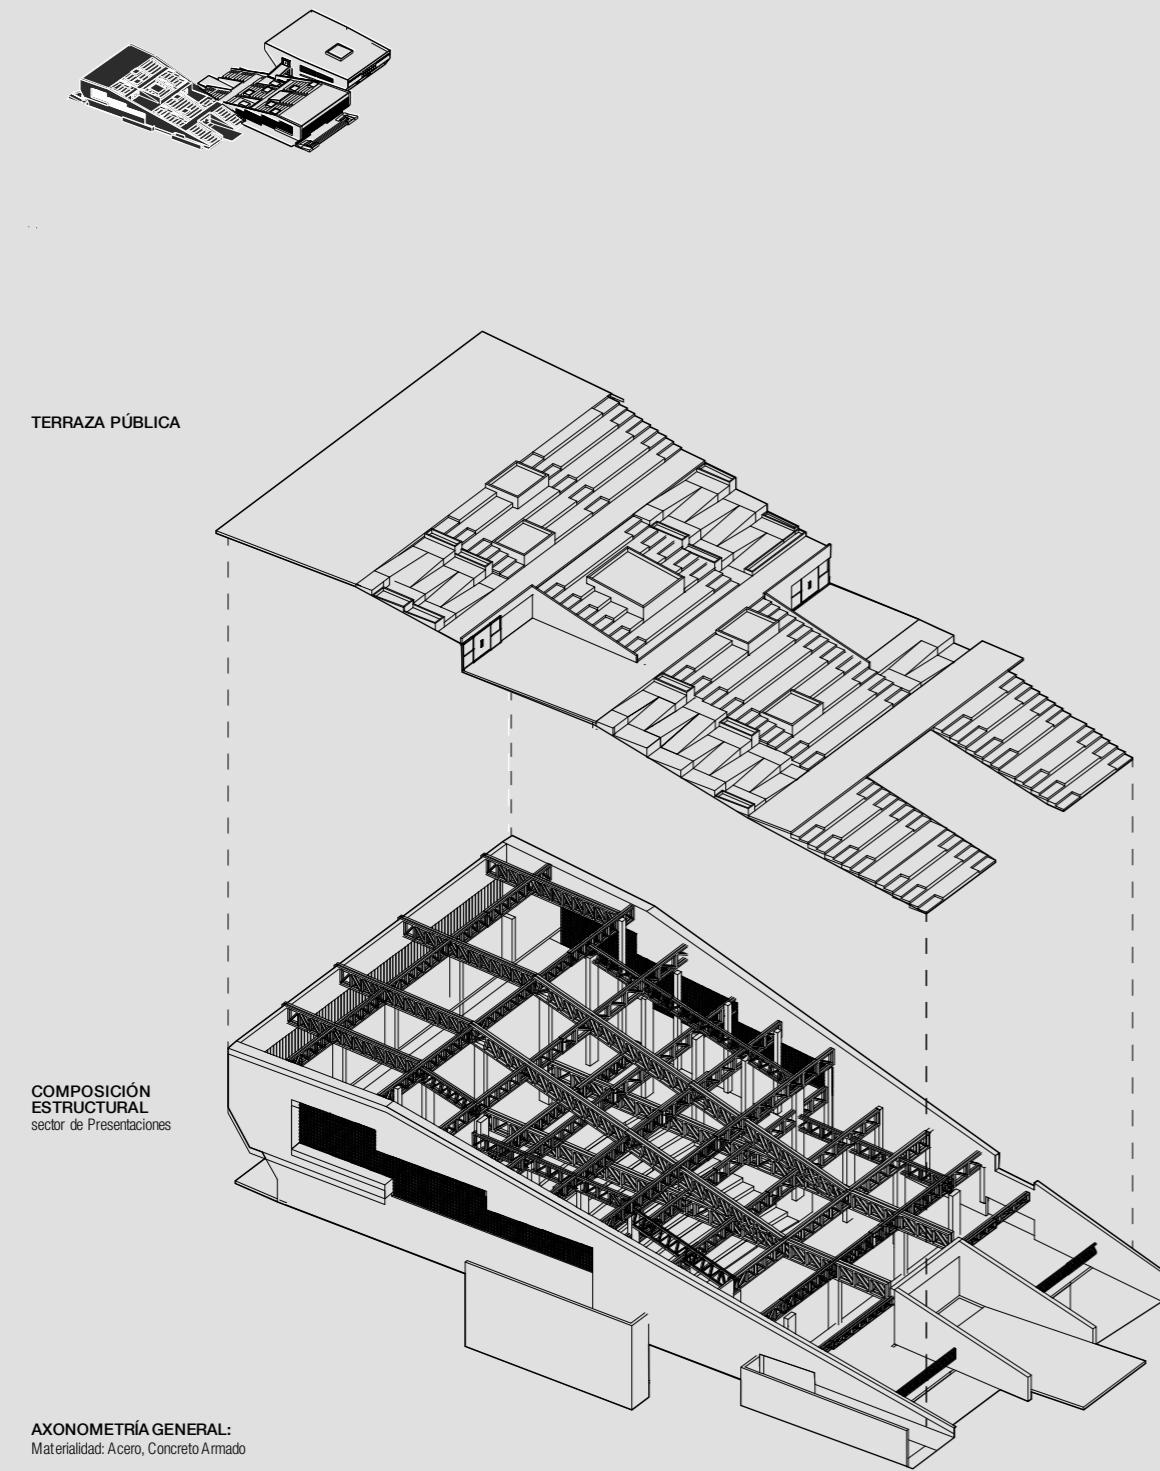 TERRAZA PÚBLICA
COMPOSICIÓN
ESTRUCTURAL
sector de Presentaciones
AXONOMETRÍA GENERAL:
Materialidad: Acero, Concreto Armado